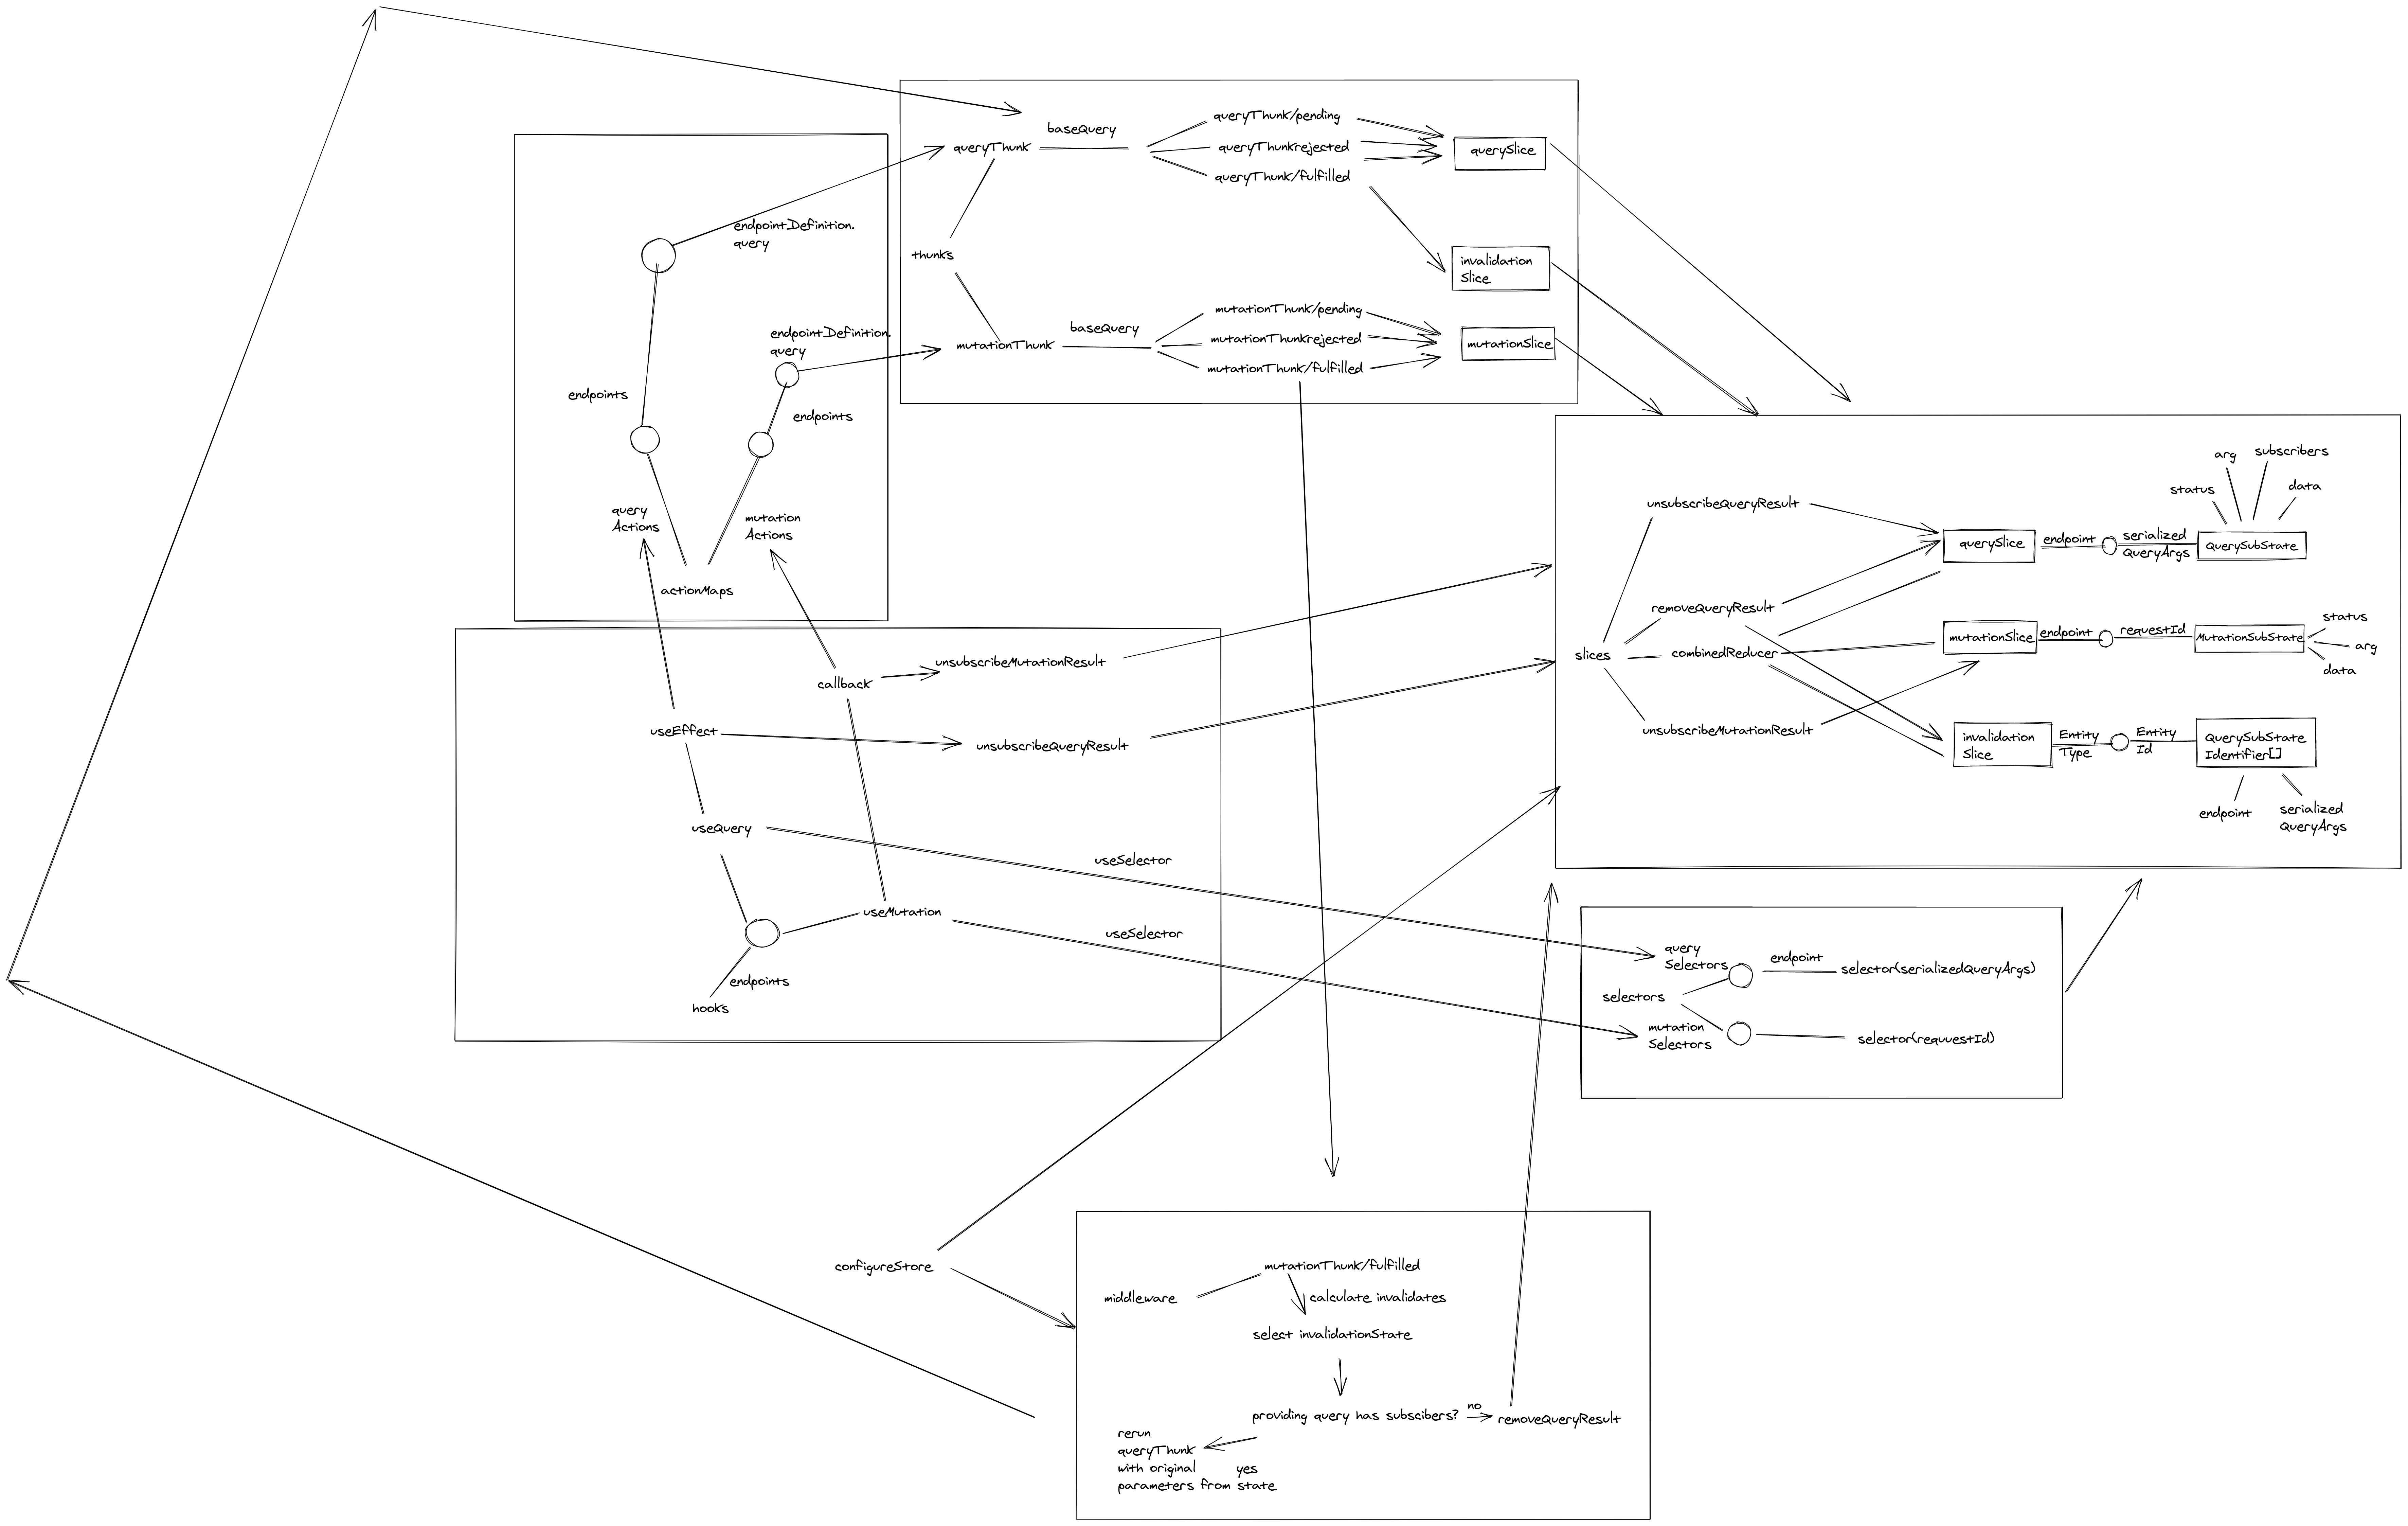 baseQuery
queryThunk
queryThunk/pending
queryThunkrejected
queryThunk/fulfilled
querySlice
thunks
invalidation
Slice
baseQuery
mutationThunk
mutationThunk/pending
mutationThunkrejected
mutationThunk/fulfilled
mutationSlice
endpointDefinition.
query
endpointDefinition.
query
endpoints
endpoints
query
Actions
mutation
Actions
actionMaps
callback
unsubscribeMutationResult
useEffect
unsubscribeQueryResult
useQuery
useSelector
useMutation
useSelector
endpoints
hooks
slices
unsubscribeQueryResult
removeQueryResult
combinedReducer
unsubscribeMutationResult
querySlice
endpoint
serialized
QueryArgs
QuerySubState
status
arg
subscribers
data
mutationSlice
endpoint
requestId
MutationSubState
status
arg
data
invalidation
Slice
Entity
Type
Entity
Id
QuerySubState
Identifier[]
endpoint
serialized
QueryArgs
query
Selectors
endpoint
selector(serializedQueryArgs)
selectors
mutation
Selectors
selector(requuestId)
configureStore
middleware
mutationThunk/fulfilled
calculate invalidates
select invalidationState
providing query has subscibers?
no
removeQueryResult
rerun
queryThunk
with original
yes
parameters from state